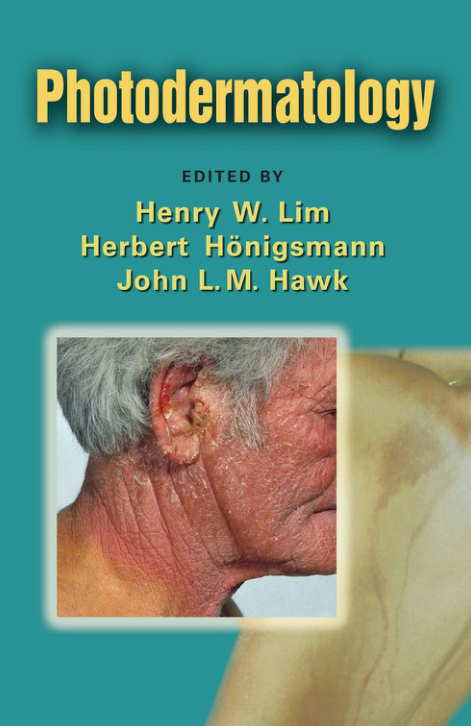 Photodermatology
EDITED BY
Henry W. Lim
Herbert Hönigsmann
John L.M. Hawk